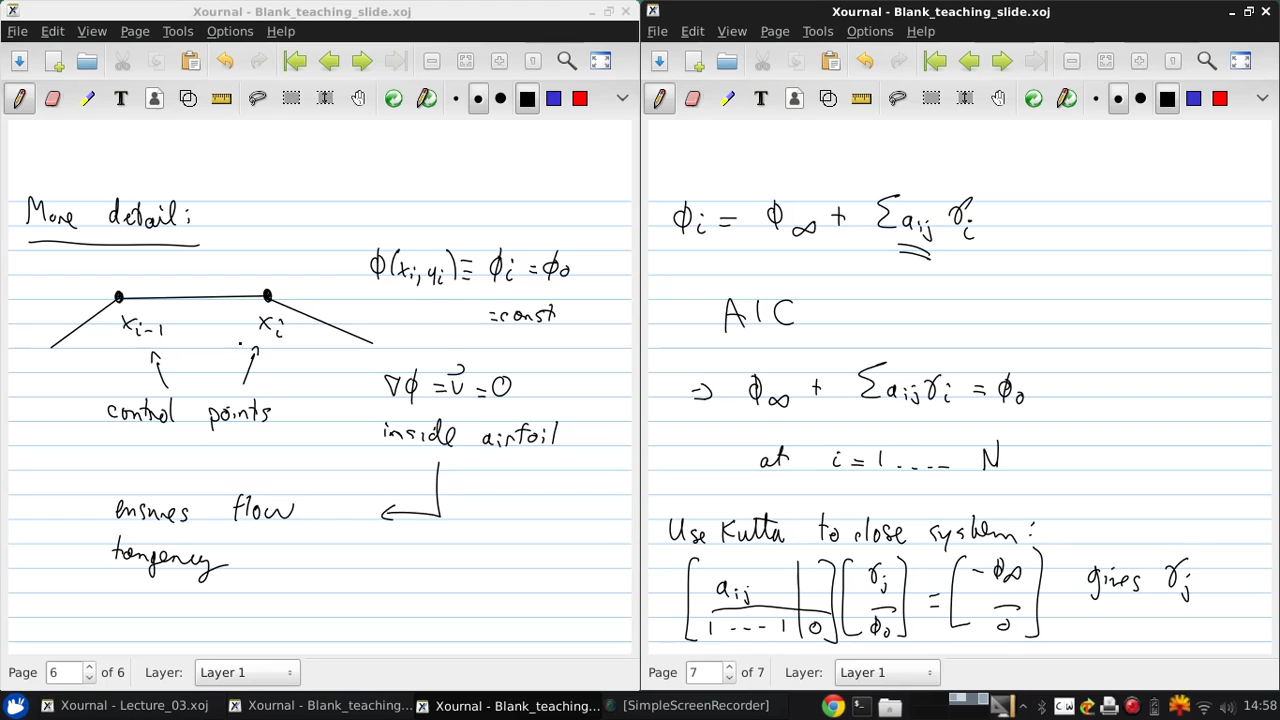 Xournal - Blank_teaching_slide.xoj
File Edit View Page Tools Options Help
More detail:
ϕ(xi, yi) ≡ ϕi = ϕ0
= const
xi-1 xi
∇ϕ = v⃗ = 0
control points
inside airfoil
ensures flow
tangency
Page 6 of 6 Layer: Layer 1
Xournal - Blank_teaching_slide.xoj
File Edit View Page Tools Options Help
ϕi = ϕ∞ + Σ aij γi
AIC
⇒ ϕ∞ + Σ aij γi = ϕ0
at i = 1 .... N
Use Kutta to close system:
[aij | ; 1 --- 1 | 0] [γj ; ϕ0] = [-ϕ∞ ; 0] gives γj
Page 7 of 7 Layer: Layer 1
Xournal - Lecture_03.xoj Xournal - Blank_teaching... Xournal - Blank_teaching... [SimpleScreenRecorder] 14:58